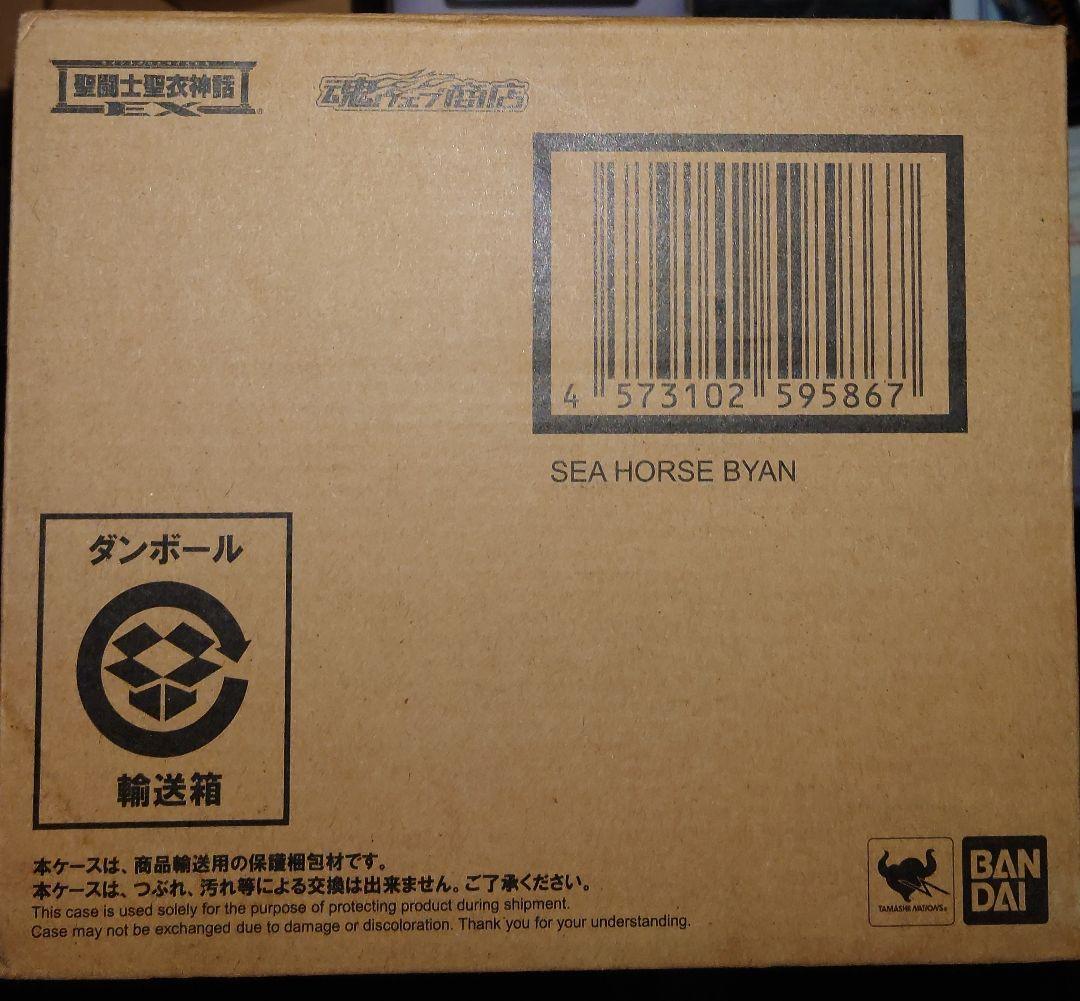 聖闘士聖衣神話
EX
魂ウェブ商店
4 573102 595867
SEA HORSE BYAN
ダンボール
輸送箱
本ケースは、商品輸送用の保護梱包材です。
本ケースは、つぶれ、汚れ等による交換は出来ません。ご了承ください。
This case is used solely for the purpose of protecting product during shipment.
Case may not be exchanged due to damage or discoloration. Thank you for your understanding.
TAMASHII NATIONS
BAN
DAI